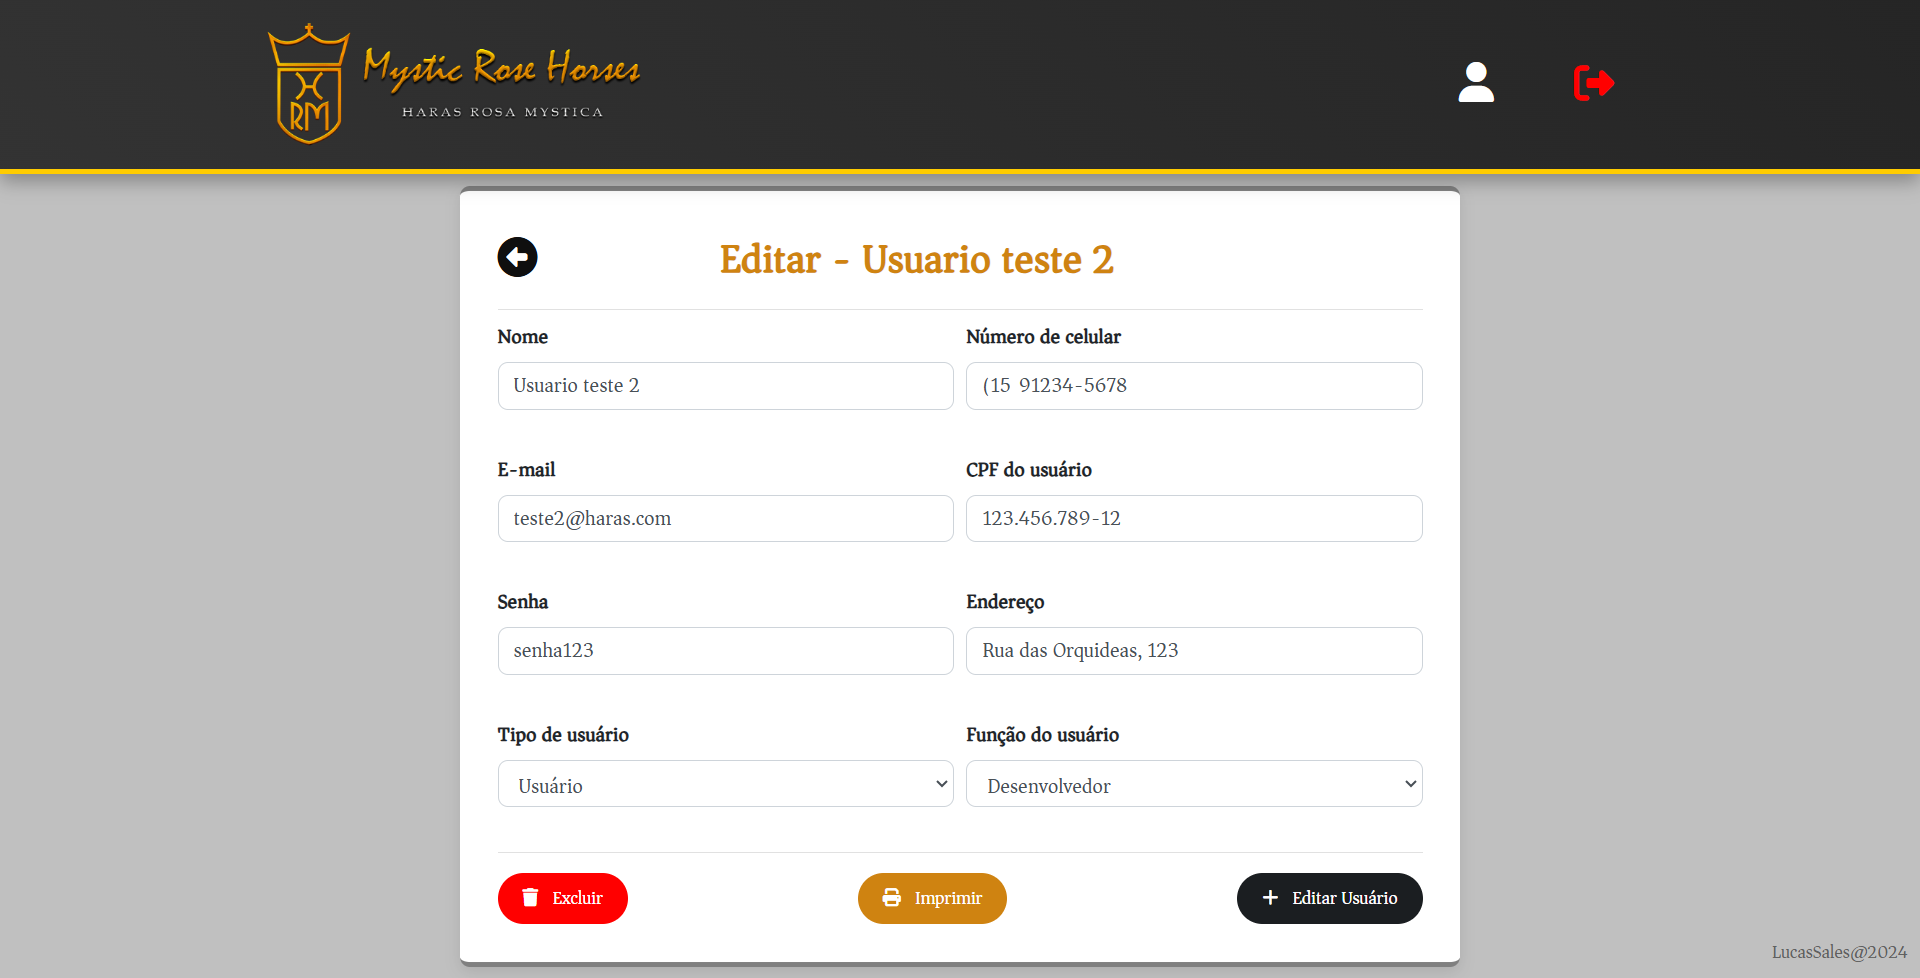 Mystic Rose Horses
HARAS ROSA MYSTICA
RM
Editar - Usuario teste 2
Nome
Número de celular
Usuario teste 2
(15 91234-5678
E-mail
CPF do usuário
teste2@haras.com
123.456.789-12
Senha
Endereço
senha123
Rua das Orquideas, 123
Tipo de usuário
Função do usuário
Usuário
Desenvolvedor
Excluir
Imprimir
Editar Usuário
LucasSales@2024